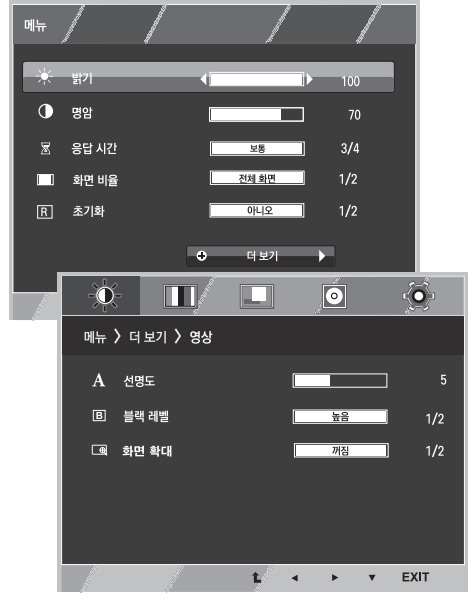 메뉴
밝기 100
명암 70
응답 시간 보통 3/4
화면 비율 전체 화면 1/2
R 초기화 아니오 1/2
더 보기
메뉴 > 더 보기 > 영상
A 선명도 5
B 블랙 레벨 높음 1/2
화면 확대 꺼짐 1/2
EXIT